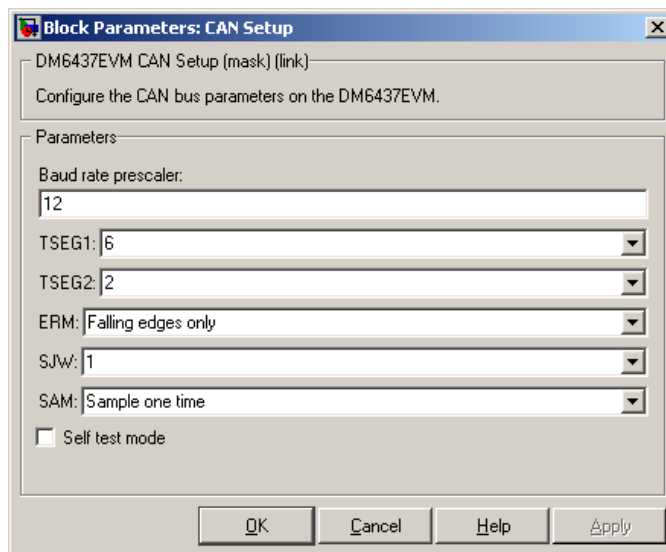 Block Parameters: CAN Setup
DM6437EVM CAN Setup (mask) (link)
Configure the CAN bus parameters on the DM6437EVM.
Parameters
Baud rate prescaler:
12
TSEG1: 6
TSEG2: 2
ERM: Falling edges only
SJW: 1
SAM: Sample one time
Self test mode
OK Cancel Help Apply